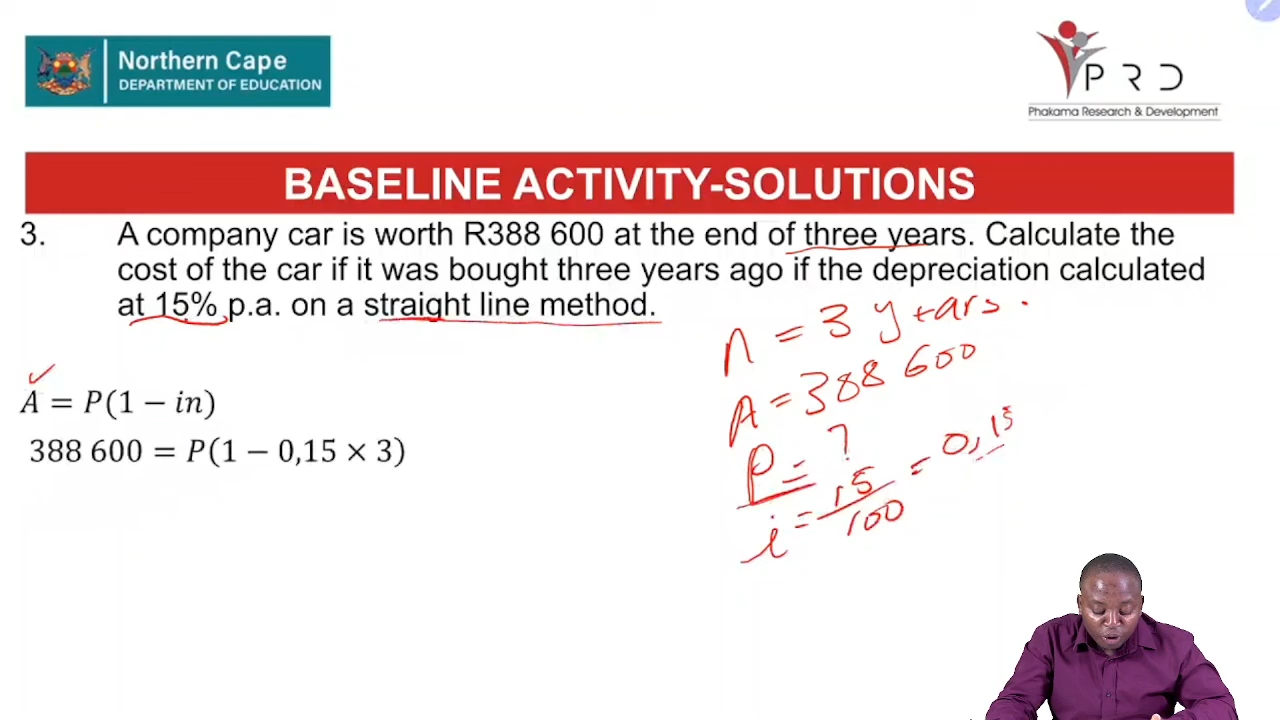 Northern Cape
DEPARTMENT OF EDUCATION
PRD
Phakama Research & Development
BASELINE ACTIVITY-SOLUTIONS
3. A company car is worth R388 600 at the end of three years. Calculate the
cost of the car if it was bought three years ago if the depreciation calculated
at 15% p.a. on a straight line method.
n = 3 years.
A = 388 600
P = ?
i = 15/100 = 0,15
A = P(1 − in)
388 600 = P(1 − 0,15 × 3)